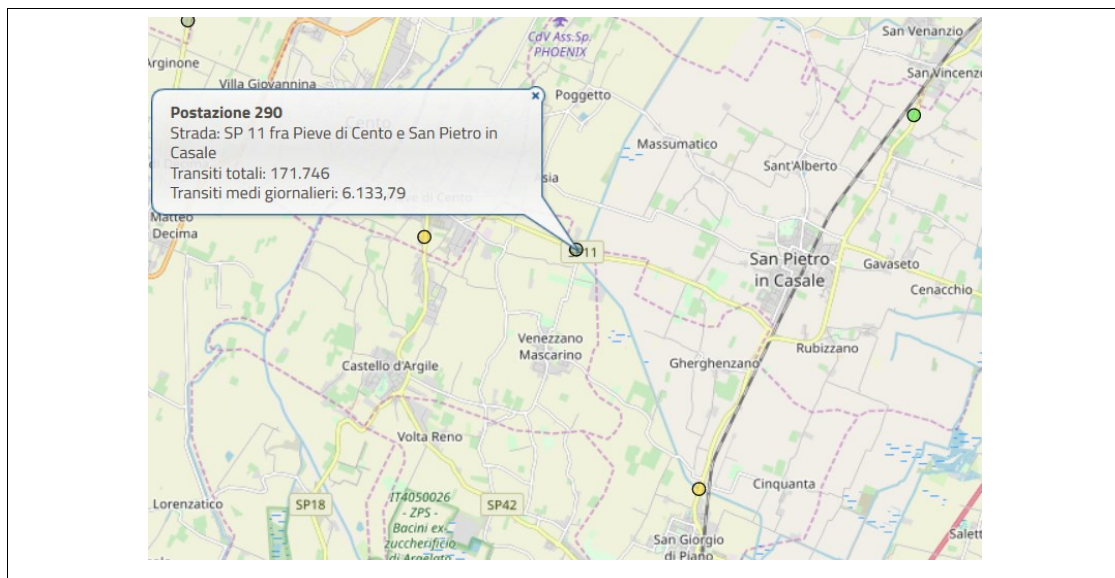 CdV Ass.Sp.
PHOENIX
San Venanzio
Arginone
San Vincenzo
Villa Giovannina
Poggetto
Postazione 290
Strada: SP 11 fra Pieve di Cento e San Pietro in
Casale
Transiti totali: 171.746
Transiti medi giornalieri: 6.133,79
Massumatico
Sant'Alberto
Matteo
Decima
SP11
San Pietro
in Casale
Gavaseto
Cenacchio
Venezzano
Mascarino
Rubizzano
Gherghenzano
Castello d'Argile
Volta Reno
Cinquanta
Lorenzatico
SP18
IT4050026
- ZPS -
Bacini ex-
zuccherificio
di Argelato
SP42
San Giorgio
di Piano
Salett